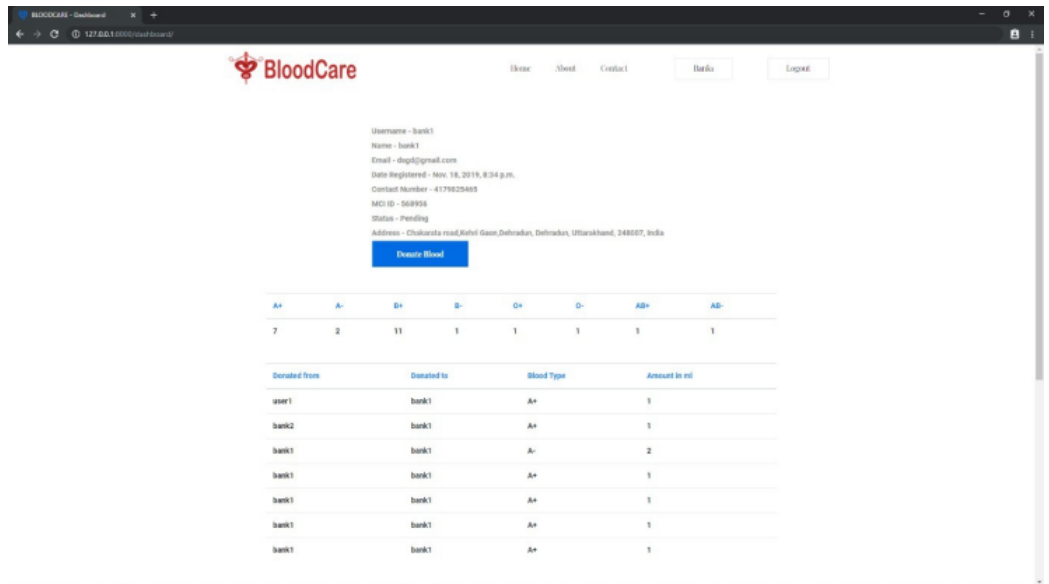 BLOODCARE - Dashboard
127.0.0.1:8000/dashboard/
BloodCare
Home About Contact Banks Logout
Username - bank1
Name - bank1
Email - dogd@gmail.com
Date Registered - Nov. 18, 2019, 8:34 p.m.
Contact Number - 4179825465
MCI ID - 568956
Status - Pending
Address - Chakarata road,Kehri Gaon,Dehradun, Dehradun, Uttarakhand, 248007, India
Donate Blood
A+ A- B+ B- O+ O- AB+ AB-
7 2 11 1 1 1 1 1
Donated from Donated to Blood Type Amount in ml
user1 bank1 A+ 1
bank2 bank1 A+ 1
bank1 bank1 A- 2
bank1 bank1 A+ 1
bank1 bank1 A+ 1
bank1 bank1 A+ 1
bank1 bank1 A+ 1